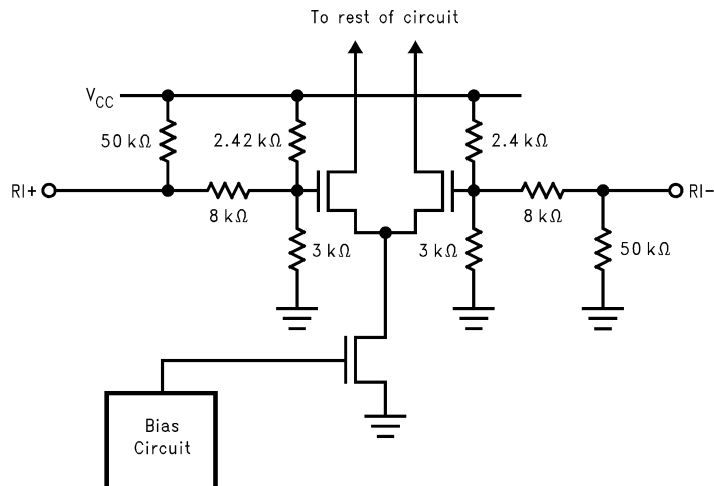 To rest of circuit
VCC
50 kΩ
2.42 kΩ
2.4 kΩ
RI+
8 kΩ
8 kΩ
RI−
3 kΩ
3 kΩ
50 kΩ
Bias
Circuit